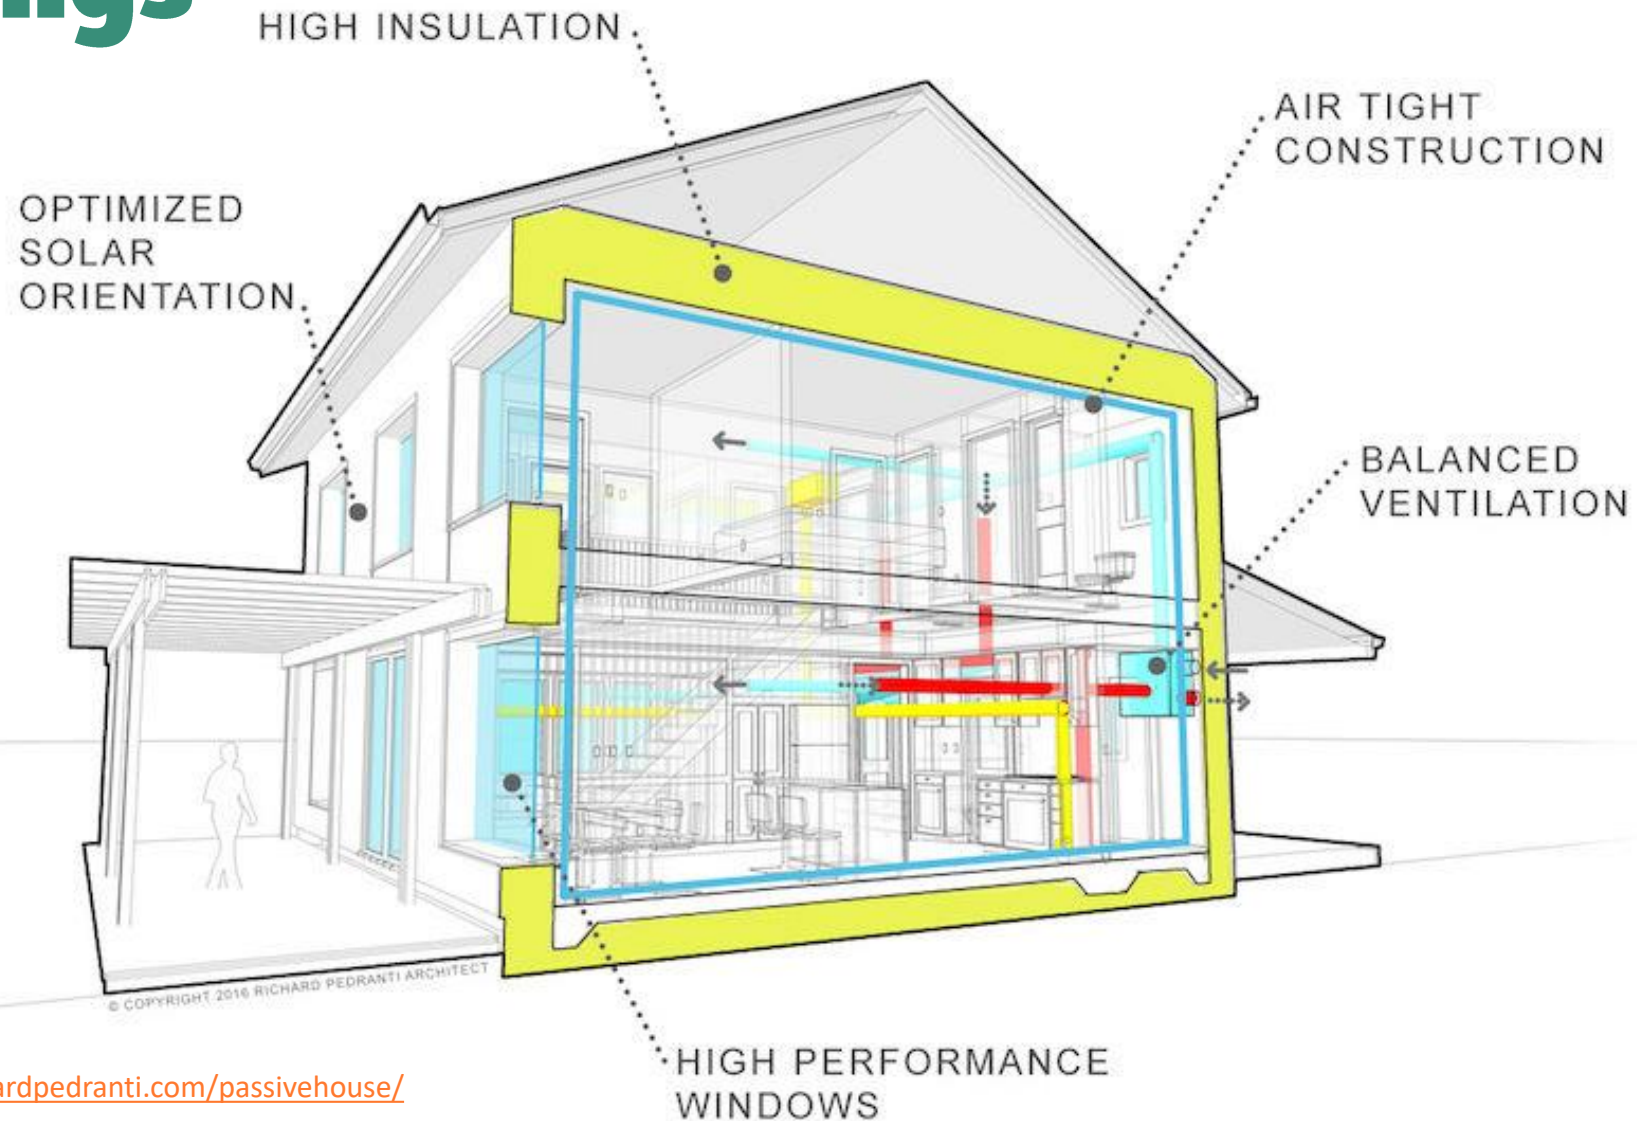 HIGH INSULATION
AIR TIGHT
CONSTRUCTION
OPTIMIZED
SOLAR
ORIENTATION
BALANCED
VENTILATION
© COPYRIGHT 2016 RICHARD PEDRANTI ARCHITECT
HIGH PERFORMANCE
WINDOWS
ardpedranti.com/passivehouse/